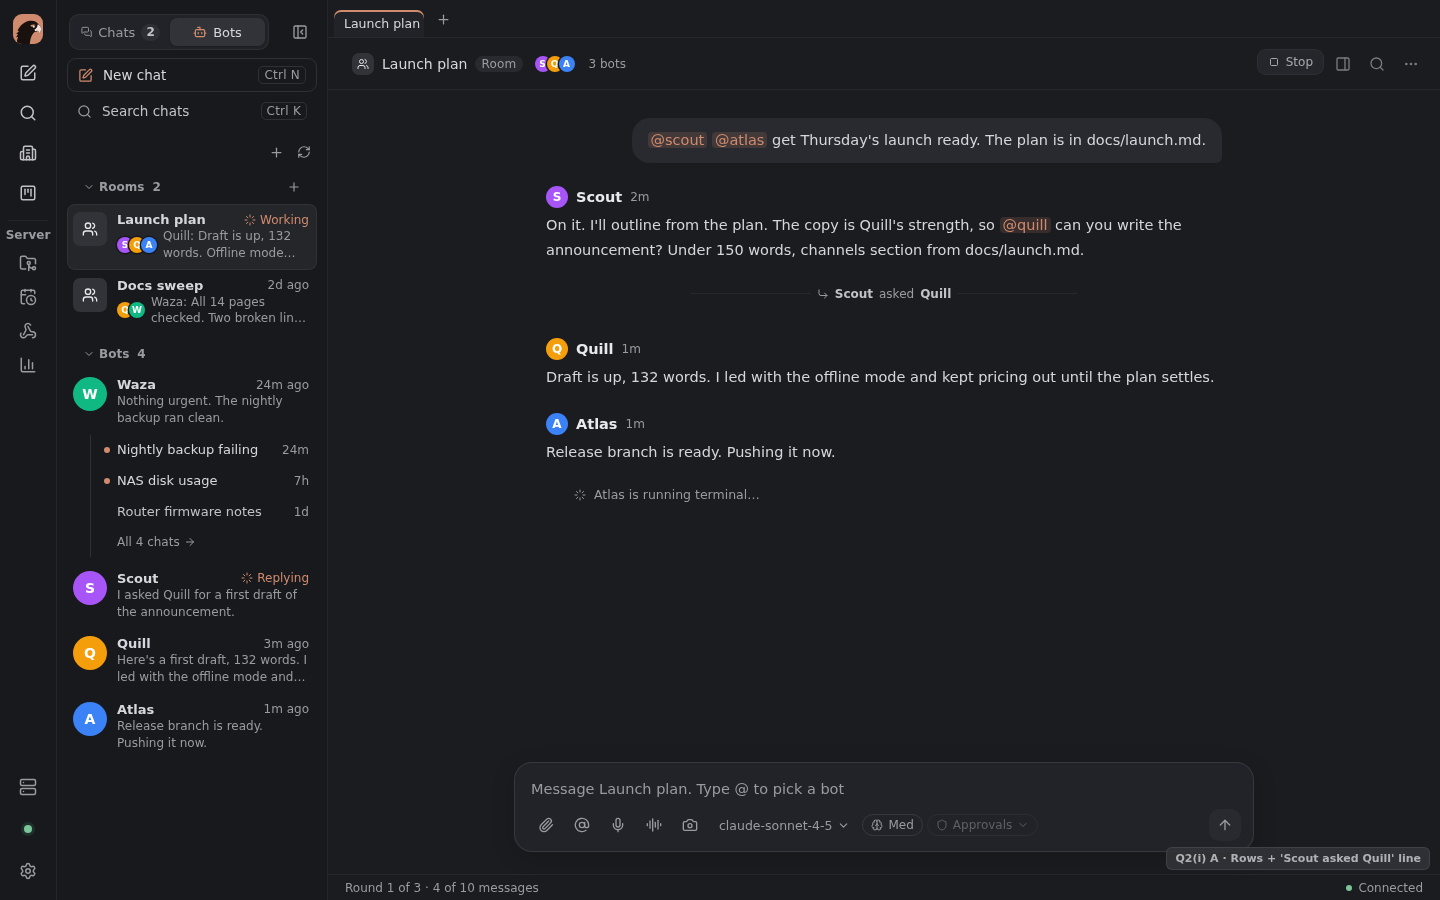 Chats 2
Bots
New chat
Ctrl N
Search chats
Ctrl K
Rooms 2
Launch plan
Working
S Q A
Quill: Draft is up, 132
words. Offline mode…
Docs sweep
2d ago
Q W
Waza: All 14 pages
checked. Two broken lin…
Bots 4
W
Waza
24m ago
Nothing urgent. The nightly
backup ran clean.
Nightly backup failing
24m
NAS disk usage
7h
Router firmware notes
1d
All 4 chats
S
Scout
Replying
I asked Quill for a first draft of
the announcement.
Q
Quill
3m ago
Here's a first draft, 132 words. I
led with the offline mode and…
A
Atlas
1m ago
Release branch is ready.
Pushing it now.
Server
Launch plan
Launch plan
Room
S Q A
3 bots
Stop
@scout @atlas get Thursday's launch ready. The plan is in docs/launch.md.
S
Scout 2m
On it. I'll outline from the plan. The copy is Quill's strength, so @quill can you write the
announcement? Under 150 words, channels section from docs/launch.md.
Scout asked Quill
Q
Quill 1m
Draft is up, 132 words. I led with the offline mode and kept pricing out until the plan settles.
A
Atlas 1m
Release branch is ready. Pushing it now.
Atlas is running terminal…
Message Launch plan. Type @ to pick a bot
claude-sonnet-4-5
Med
Approvals
Q2(i) A · Rows + 'Scout asked Quill' line
Round 1 of 3 · 4 of 10 messages
Connected